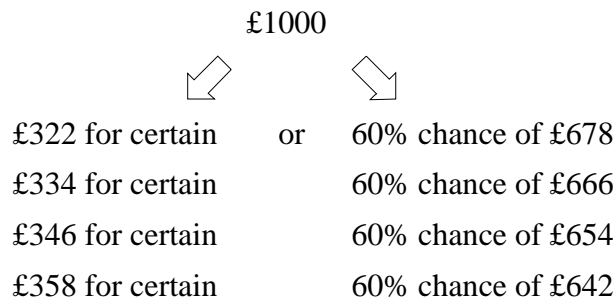 £1000
£322 for certain or 60% chance of £678
£334 for certain 60% chance of £666
£346 for certain 60% chance of £654
£358 for certain 60% chance of £642